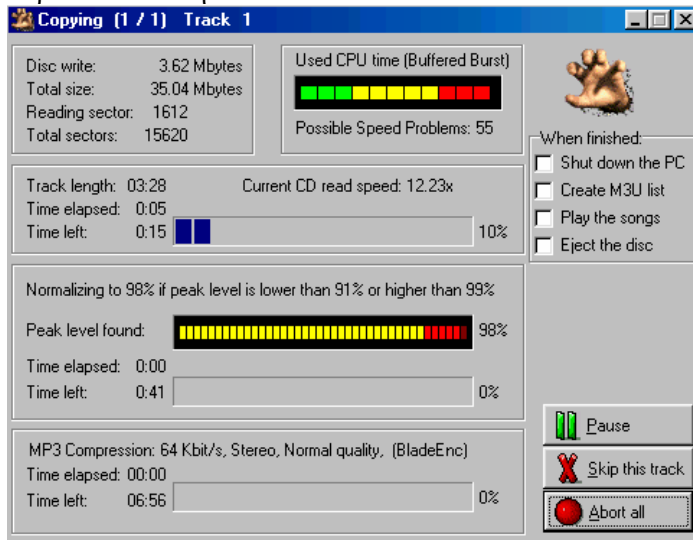 Copying (1 / 1) Track 1
Disc write: 3.62 Mbytes
Total size: 35.04 Mbytes
Reading sector: 1612
Total sectors: 15620
Used CPU time (Buffered Burst)
Possible Speed Problems: 55
When finished:
Shut down the PC
Create M3U list
Play the songs
Eject the disc
Track length: 03:28 Current CD read speed: 12.23x
Time elapsed: 0:05
Time left: 0:15 10%
Normalizing to 98% if peak level is lower than 91% or higher than 99%
Peak level found: 98%
Time elapsed: 0:00
Time left: 0:41 0%
MP3 Compression: 64 Kbit/s, Stereo, Normal quality, (BladeEnc)
Time elapsed: 00:00
Time left: 06:56 0%
Pause
Skip this track
Abort all